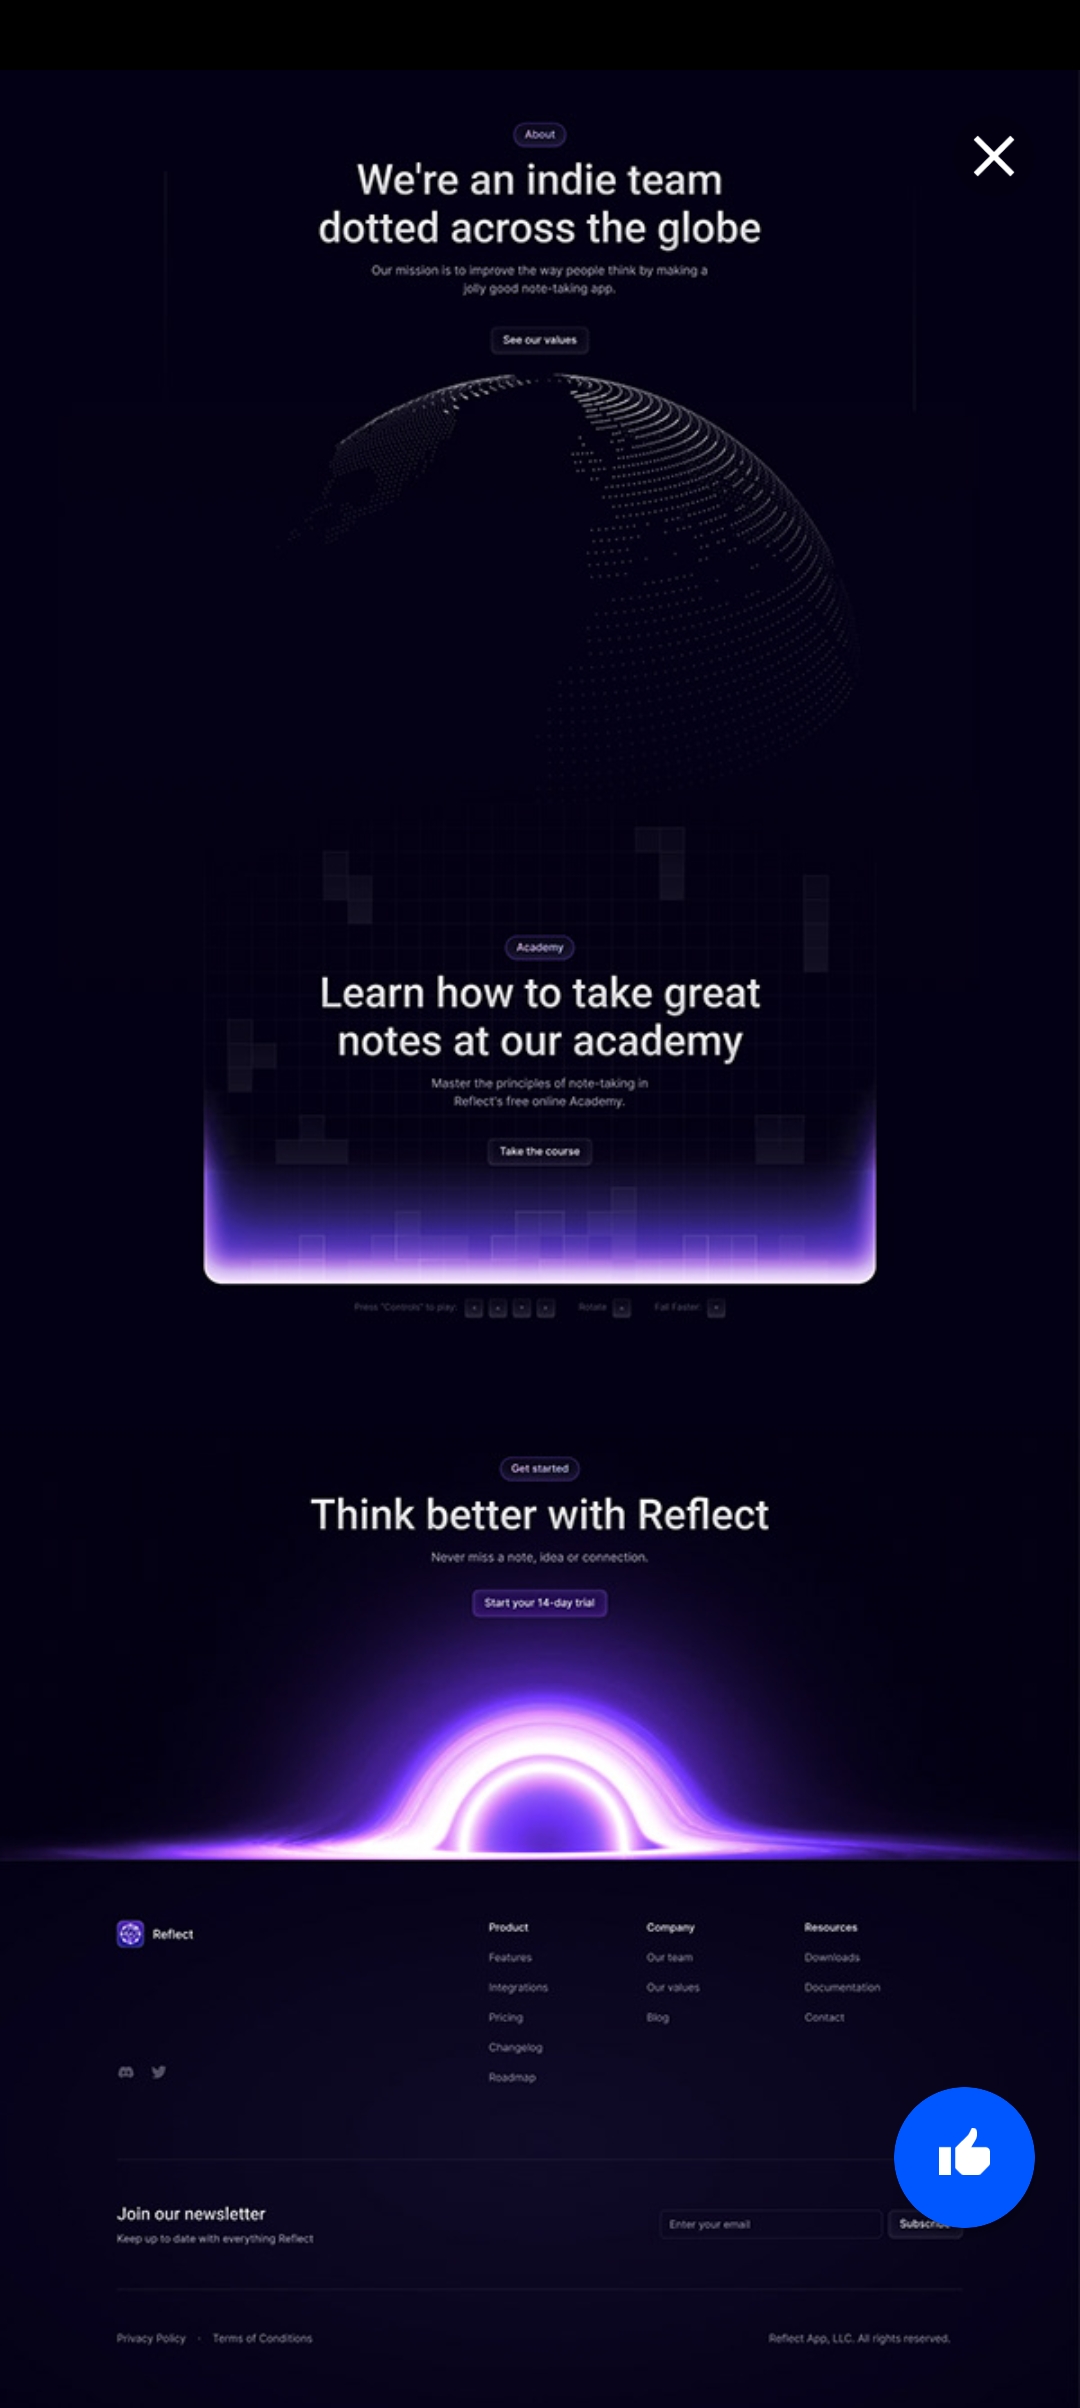 About
We're an indie team
dotted across the globe
Our mission is to improve the way people think by making a
jolly good note-taking app.
See our values
Academy
Learn how to take great
notes at our academy
Master the principles of note-taking in
Reflect's free online Academy.
Take the course
Press "Controls" to play:
Rotate
Fall Faster:
Get started
Think better with Reflect
Never miss a note, idea or connection.
Start your 14-day trial
Reflect
Product
Features
Integrations
Pricing
Changelog
Roadmap
Company
Our team
Our values
Blog
Resources
Downloads
Documentation
Contact
Join our newsletter
Keep up to date with everything Reflect
Enter your email
Subscribe
Privacy Policy · Terms of Conditions
Reflect App, LLC. All rights reserved.